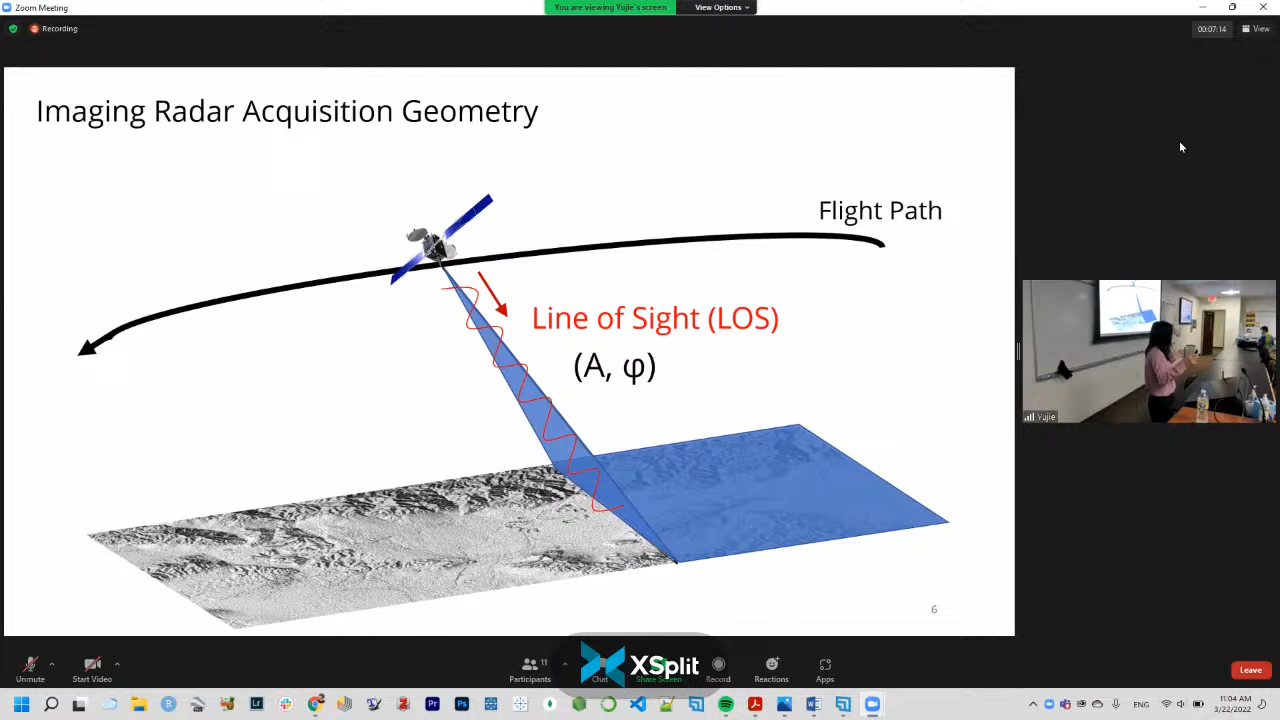 Zoom Meeting
You are viewing Yujie's screen
View Options
Recording
00:07:14
View
Imaging Radar Acquisition Geometry
Flight Path
Line of Sight (LOS)
(A, φ)
Yujie
6
Unmute
Start Video
11
Participants
Chat
Share Screen
Record
Reactions
Apps
Leave
XSplit
ENG
11:04 AM
3/22/2022